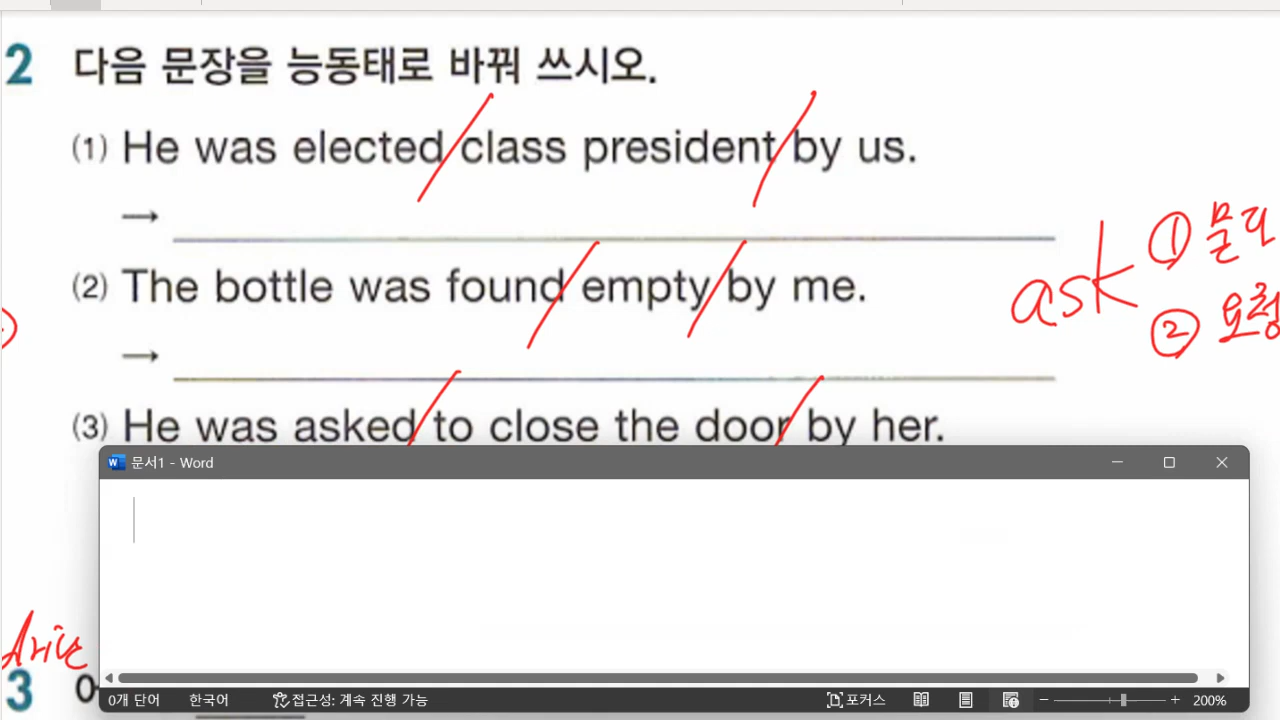 2 다음 문장을 능동태로 바꿔 쓰시오.
(1) He was elected class president by us.
→
(2) The bottle was found empty by me.
→
ask ① 물다
② 요청
(3) He was asked to close the door by her.
문서1 - Word
3
0개 단어 한국어 접근성: 계속 진행 가능 포커스 200%